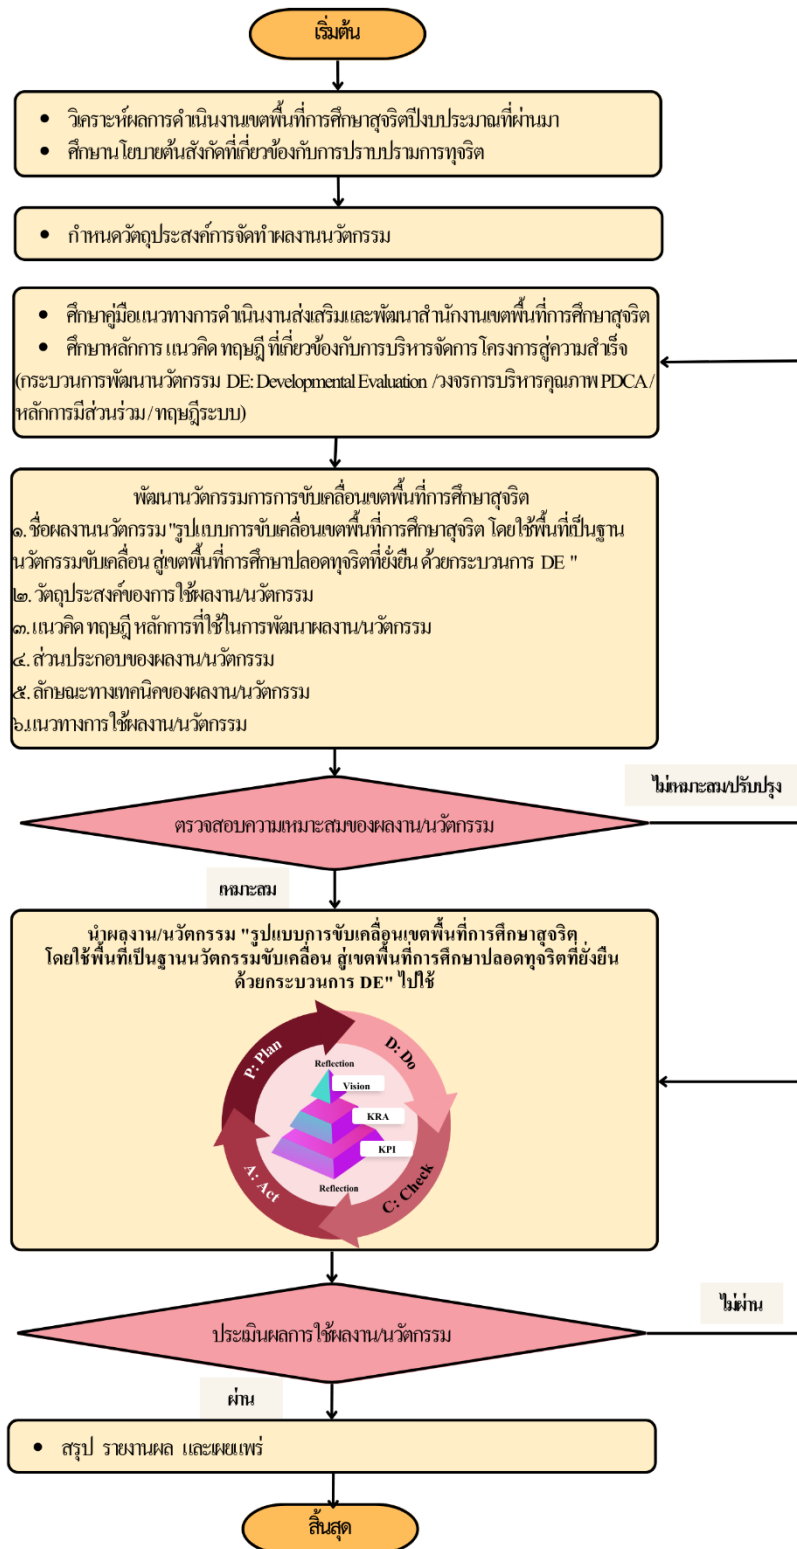 เริ่มต้น
• วิเคราะห์ผลการดำเนินงานเขตพื้นที่การศึกษาสุจริตปีงบประมาณที่ผ่านมา
• ศึกษานโยบายต้นสังกัดที่เกี่ยวข้องกับการปราบปรามการทุจริต
• กำหนดวัตถุประสงค์การจัดทำผลงานนวัตกรรม
• ศึกษาคู่มือแนวทางการดำเนินงานส่งเสริมและพัฒนาสำนักงานเขตพื้นที่การศึกษาสุจริต
• ศึกษาหลักการ แนวคิด ทฤษฎี ที่เกี่ยวข้องกับการบริหารจัดการ โครงการสู่ความสำเร็จ
(กระบวนการพัฒนานวัตกรรม DE: Developmental Evaluation /วงจรการบริหารคุณภาพ PDCA /
หลักการมีส่วนร่วม / ทฤษฎีระบบ)
พัฒนานวัตกรรมการการขับเคลื่อนเขตพื้นที่การศึกษาสุจริต
๑. ชื่อผลงานนวัตกรรม "รูปแบบการขับเคลื่อนเขตพื้นที่การศึกษาสุจริต โดยใช้พื้นที่เป็นฐาน
นวัตกรรมขับเคลื่อน สู่เขตพื้นที่การศึกษาปลอดทุจริตที่ยั่งยืน ด้วยกระบวนการ DE "
๒. วัตถุประสงค์ของการใช้ผลงาน/นวัตกรรม
๓. แนวคิด ทฤษฎี หลักการที่ใช้ในการพัฒนาผลงาน/นวัตกรรม
๔. ส่วนประกอบของผลงาน/นวัตกรรม
๕. ลักษณะทางเทคนิคของผลงาน/นวัตกรรม
๖.แนวทางการใช้ผลงาน/นวัตกรรม
ไม่เหมาะสม/ปรับปรุง
ตรวจสอบความเหมาะสมของผลงาน/นวัตกรรม
เหมาะสม
นำผลงาน/นวัตกรรม "รูปแบบการขับเคลื่อนเขตพื้นที่การศึกษาสุจริต
โดยใช้พื้นที่เป็นฐานนวัตกรรมขับเคลื่อน สู่เขตพื้นที่การศึกษาปลอดทุจริตที่ยั่งยืน
ด้วยกระบวนการ DE" ไปใช้
P: Plan
D: Do
Reflection
Vision
KRA
KPI
A: Act
Reflection
C: Check
ไม่ผ่าน
ประเมินผลการใช้ผลงาน/นวัตกรรม
ผ่าน
• สรุป รายงานผล และเผยแพร่
สิ้นสุด